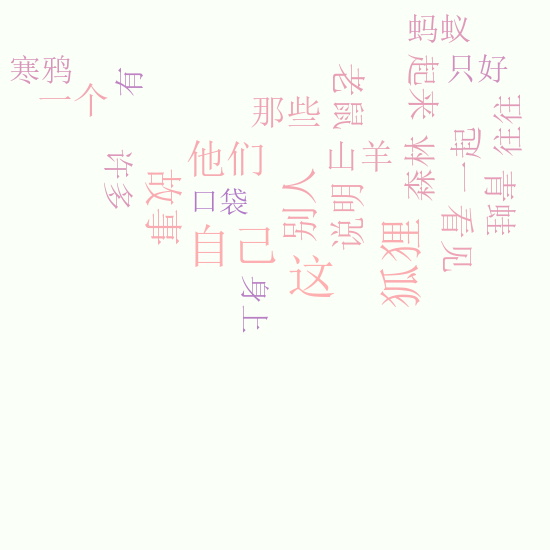 蚂蚁
寒鸦
一个
有
老鼠
起来
只好
那些
往往
许多
故事
他们
山羊
森林
一起
口袋
别人
说明
青蛙
自己
这
狐狸
看见
身上